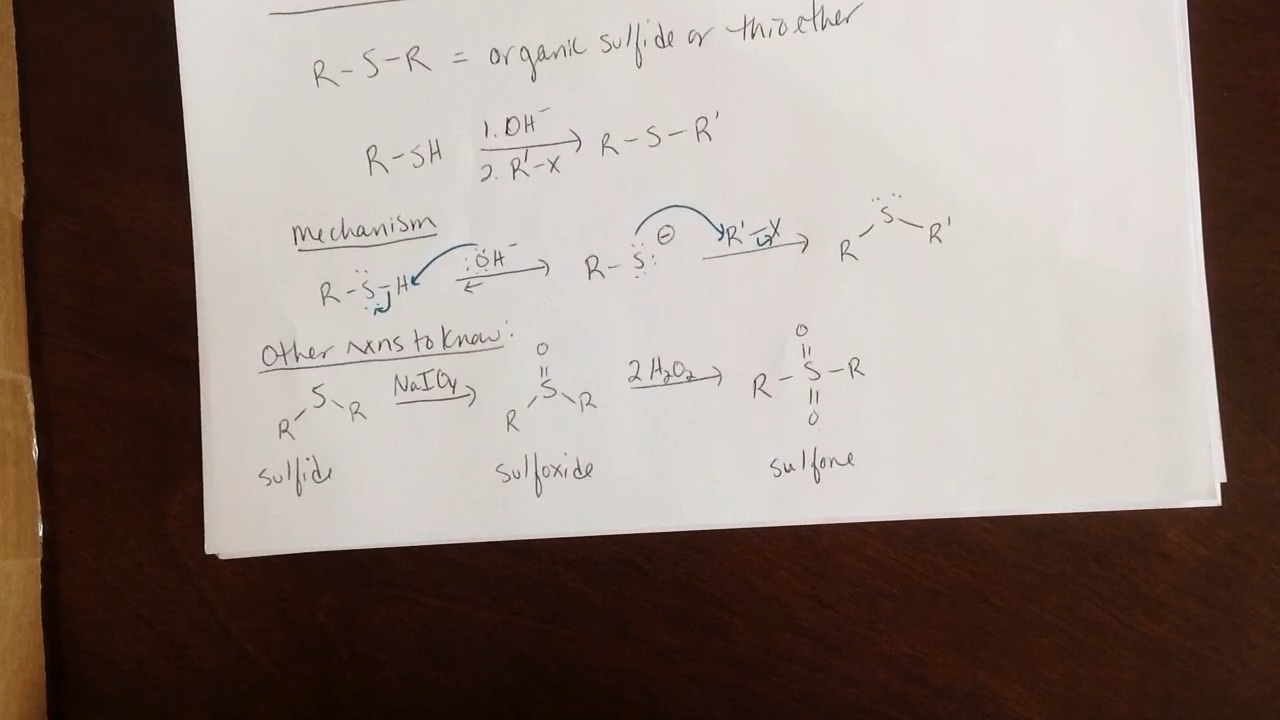 R-S-R = organic sulfide or thioether
1. OH⁻
R-SH → R-S-R'
2. R'-X
mechanism
R-S-H :ÖH⁻ ⇌ R-S: ⊖ R'-X → R S R'
Other rxns to know:
R S R NaIO4 → R S O R 2 H2O2 → R-S-R O O
sulfide sulfoxide sulfone